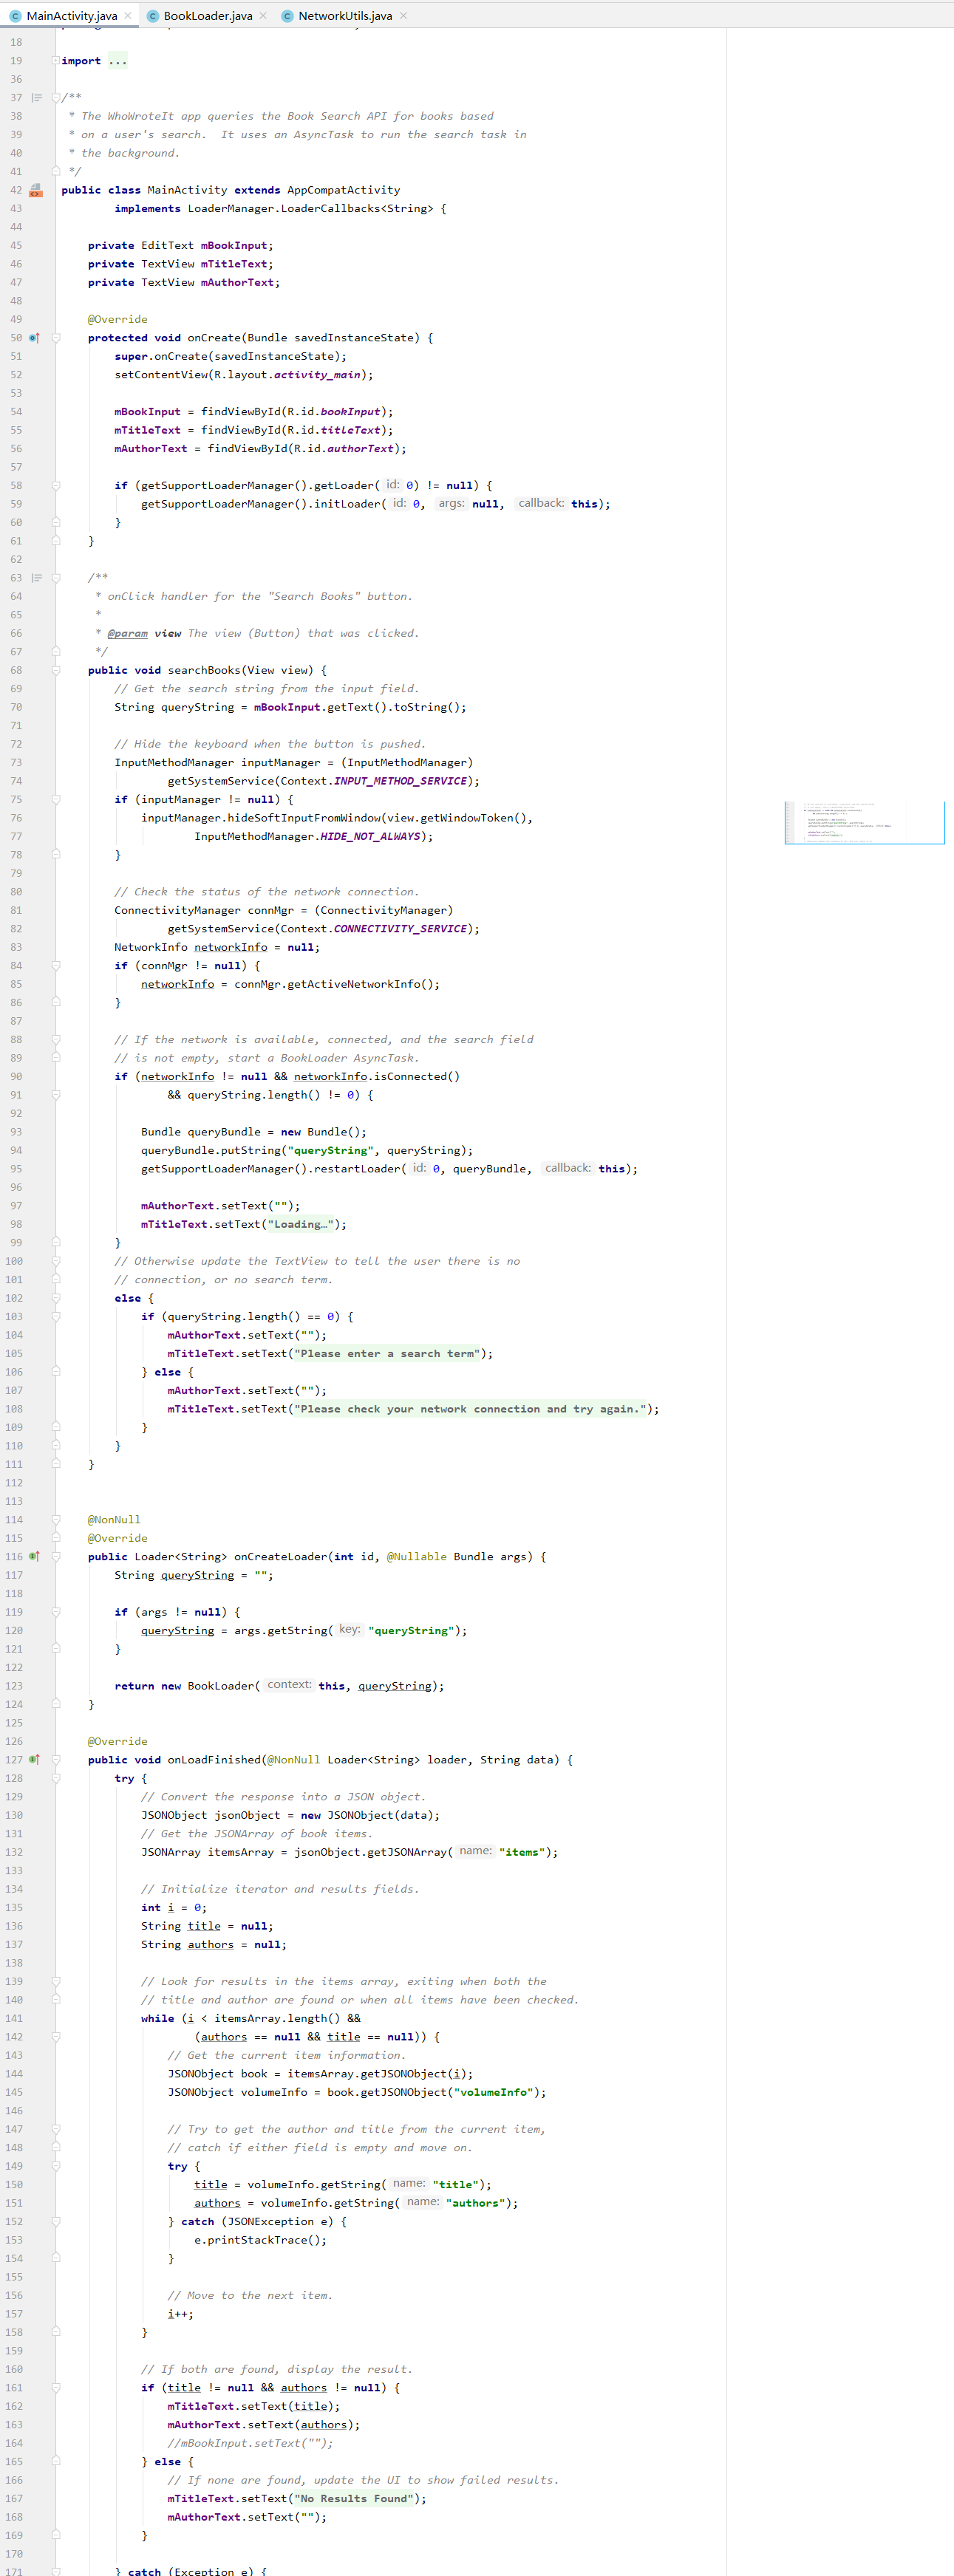 MainActivity.java BookLoader.java NetworkUtils.java
18
19 import ...
36
37 /**
38 * The WhoWroteIt app queries the Book Search API for books based
39 * on a user's search.  It uses an AsyncTask to run the search task in
40 * the background.
41 */
42 public class MainActivity extends AppCompatActivity
43 implements LoaderManager.LoaderCallbacks<String> {
44
45 private EditText mBookInput;
46 private TextView mTitleText;
47 private TextView mAuthorText;
48
49 @Override
50 protected void onCreate(Bundle savedInstanceState) {
51 super.onCreate(savedInstanceState);
52 setContentView(R.layout.activity_main);
53
54 mBookInput = findViewById(R.id.bookInput);
55 mTitleText = findViewById(R.id.titleText);
56 mAuthorText = findViewById(R.id.authorText);
57
58 if (getSupportLoaderManager().getLoader( id: 0) != null) {
59 getSupportLoaderManager().initLoader( id: 0, args: null, callback: this);
60 }
61 }
62
63 /**
64 * onClick handler for the "Search Books" button.
65 *
66 * @param view The view (Button) that was clicked.
67 */
68 public void searchBooks(View view) {
69 // Get the search string from the input field.
70 String queryString = mBookInput.getText().toString();
71
72 // Hide the keyboard when the button is pushed.
73 InputMethodManager inputManager = (InputMethodManager)
74 getSystemService(Context.INPUT_METHOD_SERVICE);
75 if (inputManager != null) {
76 inputManager.hideSoftInputFromWindow(view.getWindowToken(),
77 InputMethodManager.HIDE_NOT_ALWAYS);
78 }
79
80 // Check the status of the network connection.
81 ConnectivityManager connMgr = (ConnectivityManager)
82 getSystemService(Context.CONNECTIVITY_SERVICE);
83 NetworkInfo networkInfo = null;
84 if (connMgr != null) {
85 networkInfo = connMgr.getActiveNetworkInfo();
86 }
87
88 // If the network is available, connected, and the search field
89 // is not empty, start a BookLoader AsyncTask.
90 if (networkInfo != null && networkInfo.isConnected()
91 && queryString.length() != 0) {
92
93 Bundle queryBundle = new Bundle();
94 queryBundle.putString("queryString", queryString);
95 getSupportLoaderManager().restartLoader( id: 0, queryBundle, callback: this);
96
97 mAuthorText.setText("");
98 mTitleText.setText("Loading…");
99 }
100 // Otherwise update the TextView to tell the user there is no
101 // connection, or no search term.
102 else {
103 if (queryString.length() == 0) {
104 mAuthorText.setText("");
105 mTitleText.setText("Please enter a search term");
106 } else {
107 mAuthorText.setText("");
108 mTitleText.setText("Please check your network connection and try again.");
109 }
110 }
111 }
112
113
114 @NonNull
115 @Override
116 public Loader<String> onCreateLoader(int id, @Nullable Bundle args) {
117 String queryString = "";
118
119 if (args != null) {
120 queryString = args.getString( key: "queryString");
121 }
122
123 return new BookLoader( context: this, queryString);
124 }
125
126 @Override
127 public void onLoadFinished(@NonNull Loader<String> loader, String data) {
128 try {
129 // Convert the response into a JSON object.
130 JSONObject jsonObject = new JSONObject(data);
131 // Get the JSONArray of book items.
132 JSONArray itemsArray = jsonObject.getJSONArray( name: "items");
133
134 // Initialize iterator and results fields.
135 int i = 0;
136 String title = null;
137 String authors = null;
138
139 // Look for results in the items array, exiting when both the
140 // title and author are found or when all items have been checked.
141 while (i < itemsArray.length() &&
142 (authors == null && title == null)) {
143 // Get the current item information.
144 JSONObject book = itemsArray.getJSONObject(i);
145 JSONObject volumeInfo = book.getJSONObject("volumeInfo");
146
147 // Try to get the author and title from the current item,
148 // catch if either field is empty and move on.
149 try {
150 title = volumeInfo.getString( name: "title");
151 authors = volumeInfo.getString( name: "authors");
152 } catch (JSONException e) {
153 e.printStackTrace();
154 }
155
156 // Move to the next item.
157 i++;
158 }
159
160 // If both are found, display the result.
161 if (title != null && authors != null) {
162 mTitleText.setText(title);
163 mAuthorText.setText(authors);
164 //mBookInput.setText("");
165 } else {
166 // If none are found, update the UI to show failed results.
167 mTitleText.setText("No Results Found");
168 mAuthorText.setText("");
169 }
170
171 } catch (Exception e) {